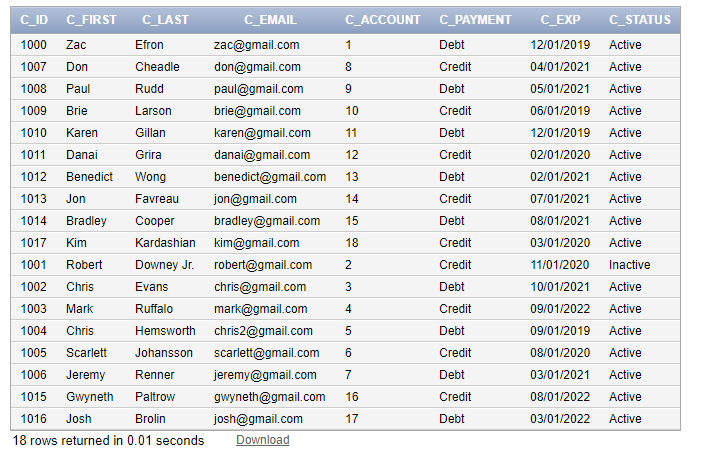 C_ID C_FIRST C_LAST C_EMAIL C_ACCOUNT C_PAYMENT C_EXP C_STATUS
1000 Zac Efron zac@gmail.com 1 Debt 12/01/2019 Active
1007 Don Cheadle don@gmail.com 8 Credit 04/01/2021 Active
1008 Paul Rudd paul@gmail.com 9 Debt 05/01/2021 Active
1009 Brie Larson brie@gmail.com 10 Credit 06/01/2019 Active
1010 Karen Gillan karen@gmail.com 11 Debt 12/01/2019 Active
1011 Danai Grira danai@gmail.com 12 Credit 02/01/2020 Active
1012 Benedict Wong benedict@gmail.com 13 Debt 02/01/2021 Active
1013 Jon Favreau jon@gmail.com 14 Credit 07/01/2021 Active
1014 Bradley Cooper bradley@gmail.com 15 Debt 08/01/2021 Active
1017 Kim Kardashian kim@gmail.com 18 Credit 03/01/2020 Active
1001 Robert Downey Jr. robert@gmail.com 2 Credit 11/01/2020 Inactive
1002 Chris Evans chris@gmail.com 3 Debt 10/01/2021 Active
1003 Mark Ruffalo mark@gmail.com 4 Credit 09/01/2022 Active
1004 Chris Hemsworth chris2@gmail.com 5 Debt 09/01/2019 Active
1005 Scarlett Johansson scarlett@gmail.com 6 Credit 08/01/2020 Active
1006 Jeremy Renner jeremy@gmail.com 7 Debt 03/01/2021 Active
1015 Gwyneth Paltrow gwyneth@gmail.com 16 Credit 08/01/2022 Active
1016 Josh Brolin josh@gmail.com 17 Debt 03/01/2022 Active
18 rows returned in 0.01 seconds Download